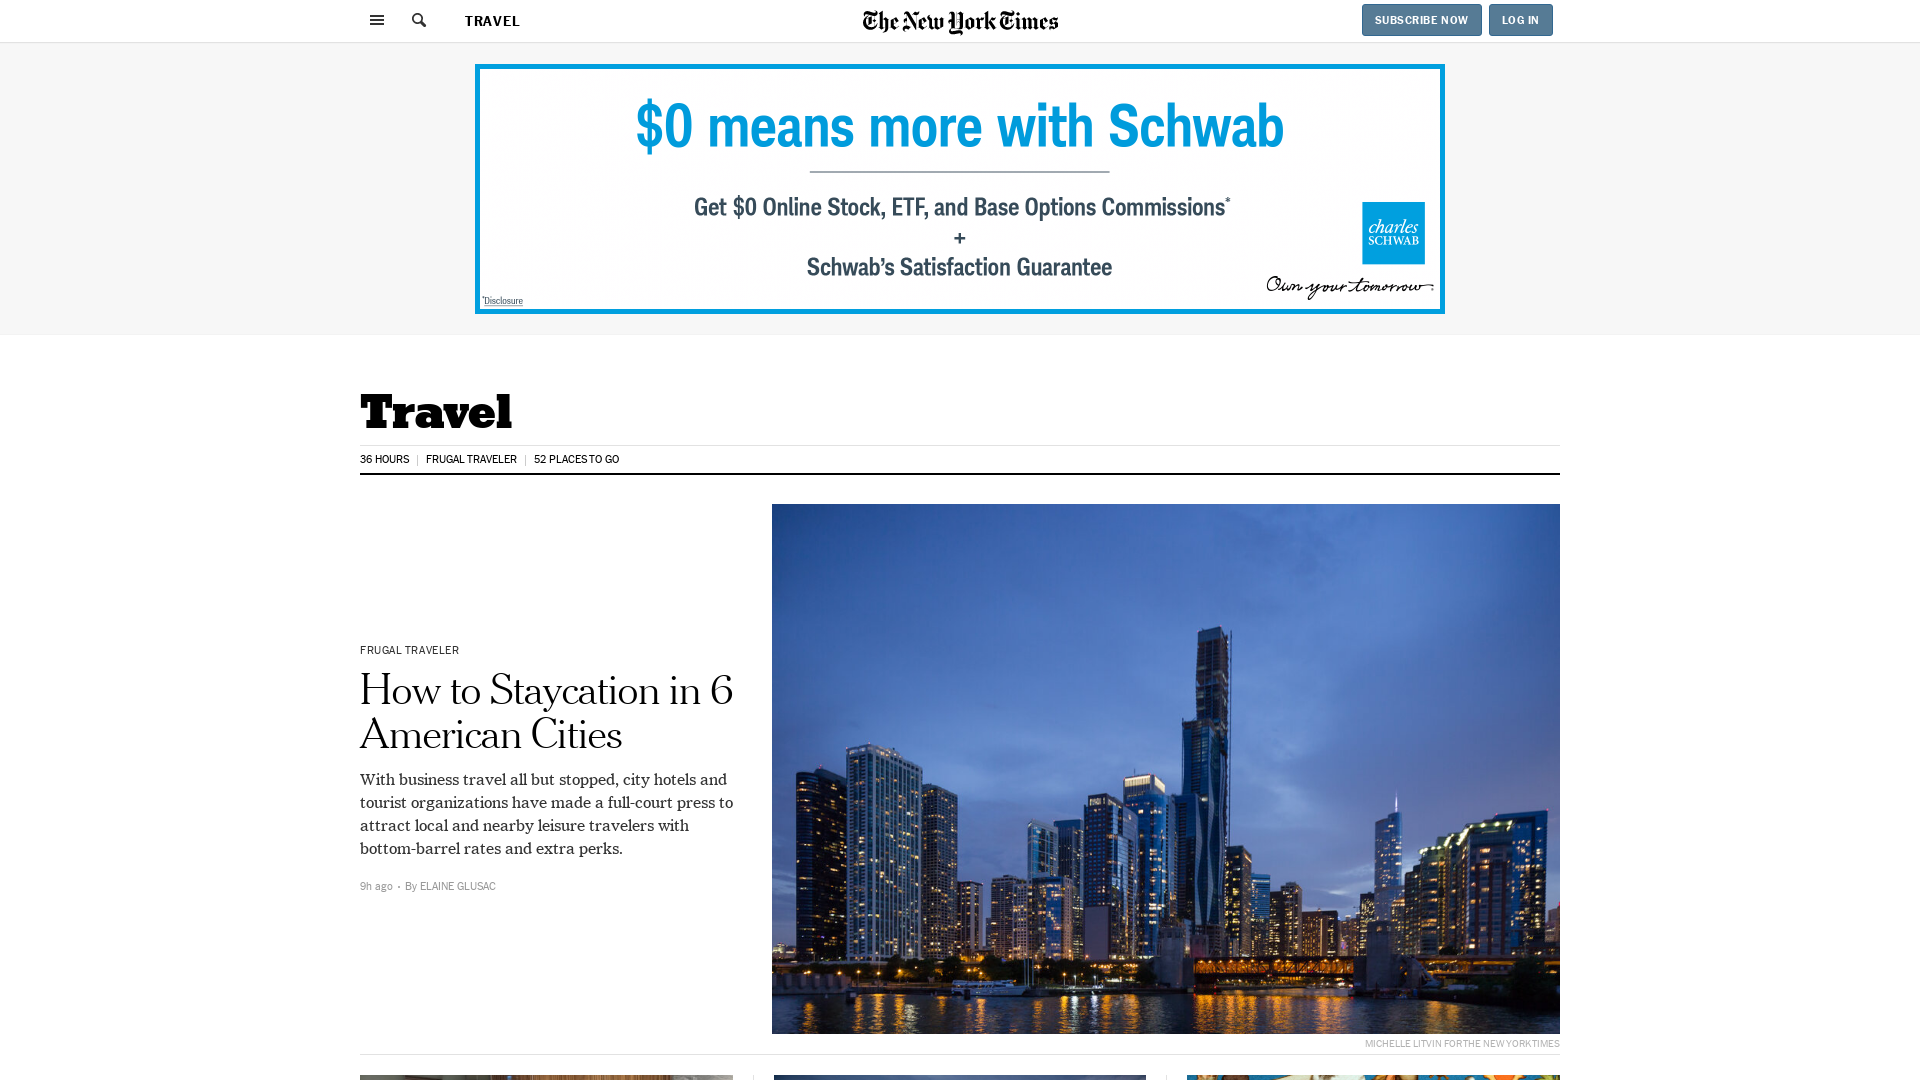 TRAVEL
The New York Times
SUBSCRIBE NOW
LOG IN
$0 means more with Schwab
Get $0 Online Stock, ETF, and Base Options Commissions*
+
Schwab's Satisfaction Guarantee
charles
SCHWAB
Own your tomorrow.
*Disclosure
Travel
36 HOURS
FRUGAL TRAVELER
52 PLACES TO GO
FRUGAL TRAVELER
How to Staycation in 6
American Cities
With business travel all but stopped, city hotels and
tourist organizations have made a full-court press to
attract local and nearby leisure travelers with
bottom-barrel rates and extra perks.
9h ago · By ELAINE GLUSAC
MICHELLE LITVIN FOR THE NEW YORK TIMES